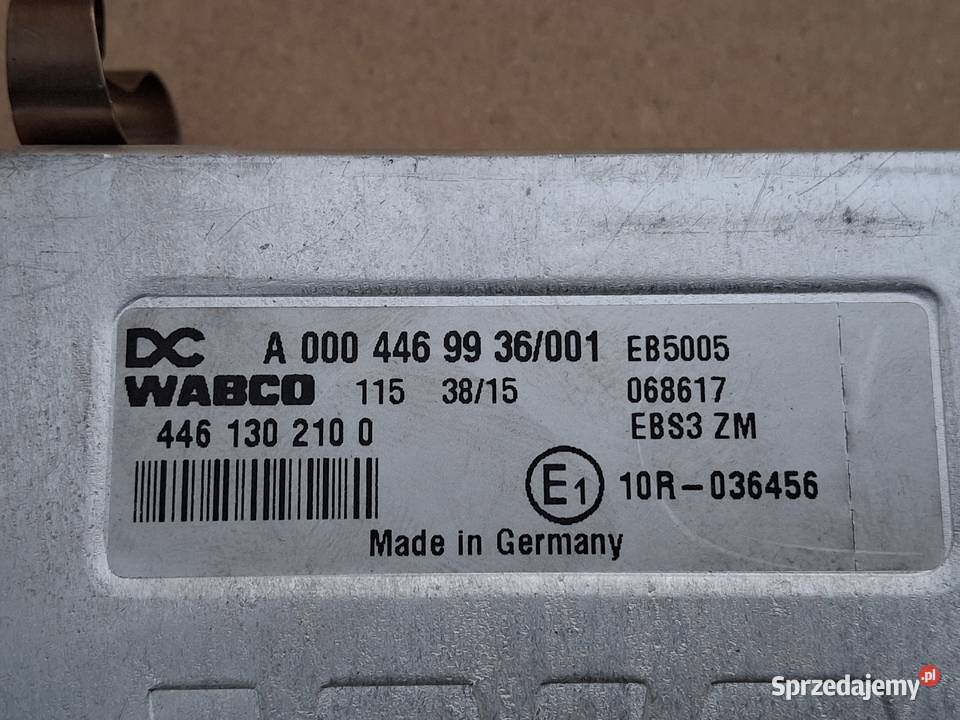 DC A 000 446 99 36/001 EB5005
WABCO 115 38/15 068617
446 130 210 0 EBS3 ZM
E1 10R-036456
Made in Germany
Sprzedajemy.pl